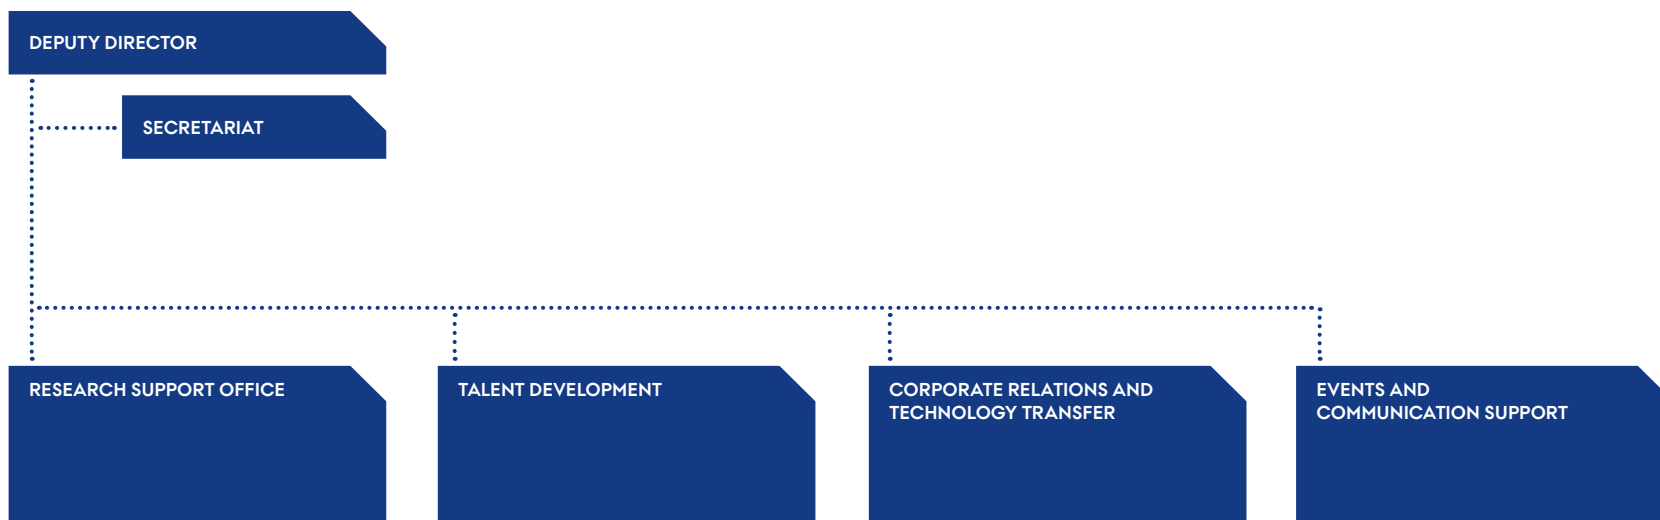 DEPUTY DIRECTOR
SECRETARIAT
RESEARCH SUPPORT OFFICE
TALENT DEVELOPMENT
CORPORATE RELATIONS AND
TECHNOLOGY TRANSFER
EVENTS AND
COMMUNICATION SUPPORT